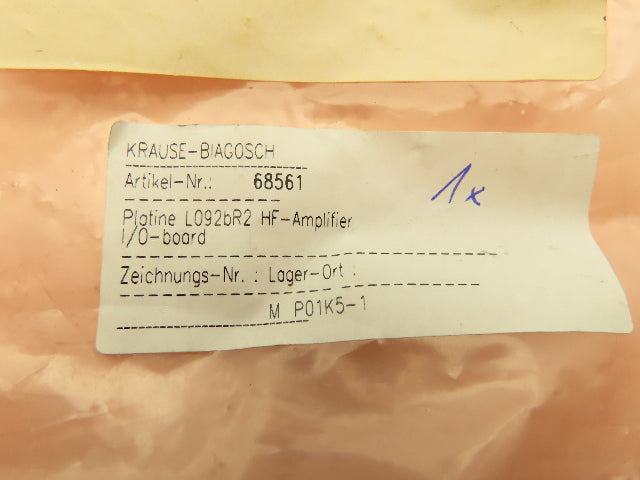 KRAUSE-BIAGOSCH
Artikel-Nr.: 68561
1x
Platine L092bR2 HF-Amplifier
I/O-board
Zeichnungs-Nr. : Lager-Ort :
M P01K5-1